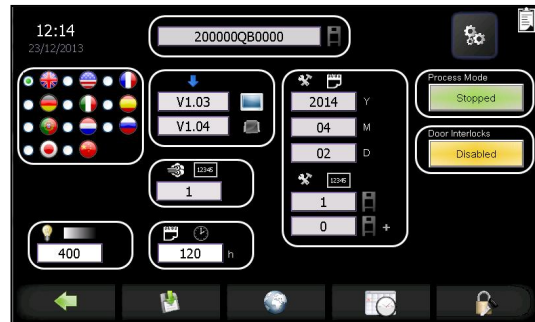 12:14
23/12/2013
200000QB0000
Process Mode
Stopped
V1.03
V1.04
2014 Y
04 M
02 D
Door Interlocks
Disabled
12345
1
12345
1
0 +
400
120 h